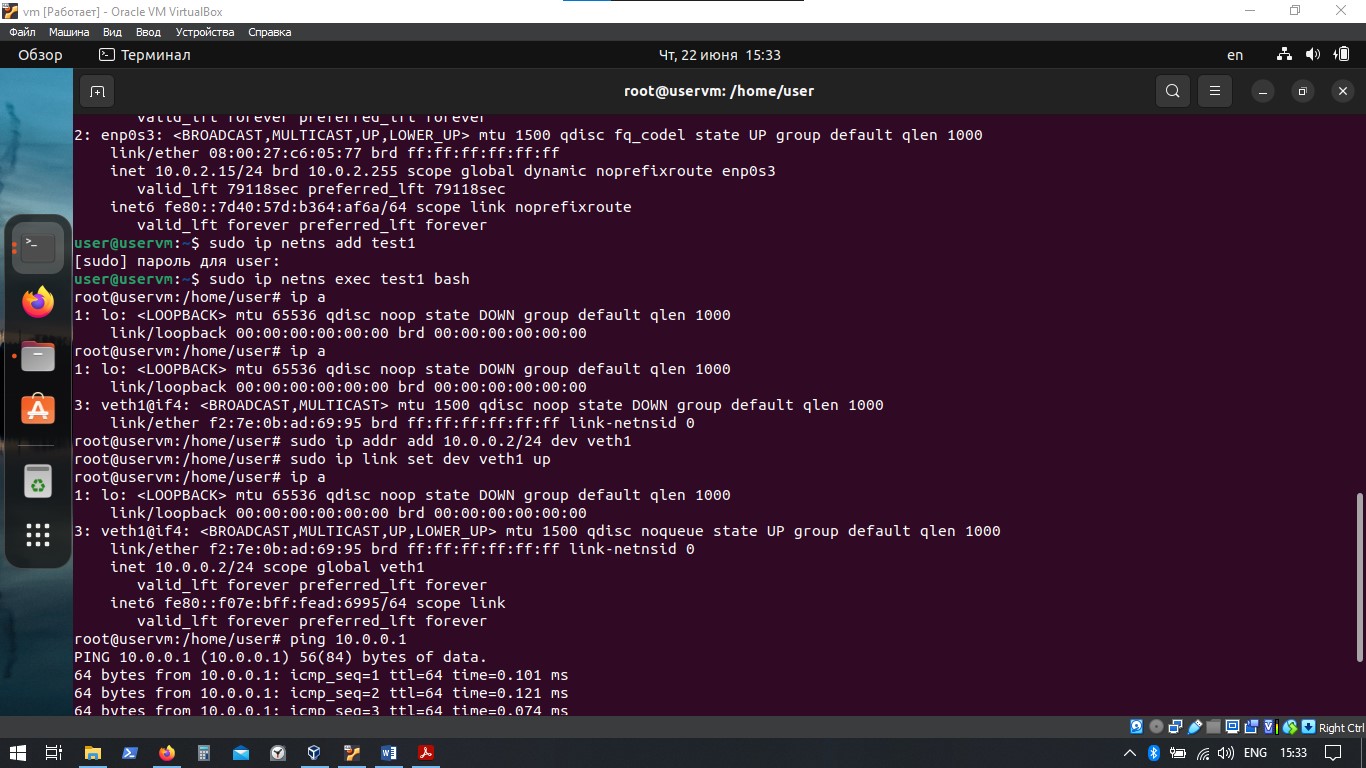 vm [Работает] - Oracle VM VirtualBox
Файл Машина Вид Ввод Устройства Справка
Обзор Терминал Чт, 22 июня 15:33 en
root@uservm: /home/user
valid_lft forever preferred_lft forever
2: enp0s3: <BROADCAST,MULTICAST,UP,LOWER_UP> mtu 1500 qdisc fq_codel state UP group default qlen 1000
link/ether 08:00:27:c6:05:77 brd ff:ff:ff:ff:ff:ff
inet 10.0.2.15/24 brd 10.0.2.255 scope global dynamic noprefixroute enp0s3
valid_lft 79118sec preferred_lft 79118sec
inet6 fe80::7d40:57d:b364:af6a/64 scope link noprefixroute
valid_lft forever preferred_lft forever
user@uservm:~$ sudo ip netns add test1
[sudo] пароль для user:
user@uservm:~$ sudo ip netns exec test1 bash
root@uservm:/home/user# ip a
1: lo: <LOOPBACK> mtu 65536 qdisc noop state DOWN group default qlen 1000
link/loopback 00:00:00:00:00:00 brd 00:00:00:00:00:00
root@uservm:/home/user# ip a
1: lo: <LOOPBACK> mtu 65536 qdisc noop state DOWN group default qlen 1000
link/loopback 00:00:00:00:00:00 brd 00:00:00:00:00:00
3: veth1@if4: <BROADCAST,MULTICAST> mtu 1500 qdisc noop state DOWN group default qlen 1000
link/ether f2:7e:0b:ad:69:95 brd ff:ff:ff:ff:ff:ff link-netnsid 0
root@uservm:/home/user# sudo ip addr add 10.0.0.2/24 dev veth1
root@uservm:/home/user# sudo ip link set dev veth1 up
root@uservm:/home/user# ip a
1: lo: <LOOPBACK> mtu 65536 qdisc noop state DOWN group default qlen 1000
link/loopback 00:00:00:00:00:00 brd 00:00:00:00:00:00
3: veth1@if4: <BROADCAST,MULTICAST,UP,LOWER_UP> mtu 1500 qdisc noqueue state UP group default qlen 1000
link/ether f2:7e:0b:ad:69:95 brd ff:ff:ff:ff:ff:ff link-netnsid 0
inet 10.0.0.2/24 scope global veth1
valid_lft forever preferred_lft forever
inet6 fe80::f07e:bff:fead:6995/64 scope link
valid_lft forever preferred_lft forever
root@uservm:/home/user# ping 10.0.0.1
PING 10.0.0.1 (10.0.0.1) 56(84) bytes of data.
64 bytes from 10.0.0.1: icmp_seq=1 ttl=64 time=0.101 ms
64 bytes from 10.0.0.1: icmp_seq=2 ttl=64 time=0.121 ms
64 bytes from 10.0.0.1: icmp_seq=3 ttl=64 time=0.074 ms
Right Ctrl
ENG 15:33